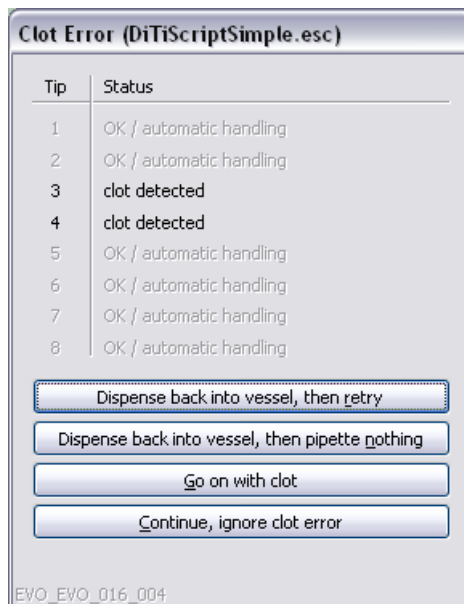 Clot Error (DiTiScriptSimple.esc)
Tip Status
1 OK / automatic handling
2 OK / automatic handling
3 clot detected
4 clot detected
5 OK / automatic handling
6 OK / automatic handling
7 OK / automatic handling
8 OK / automatic handling
Dispense back into vessel, then retry
Dispense back into vessel, then pipette nothing
Go on with clot
Continue, ignore clot error
EVO_EVO_016_004